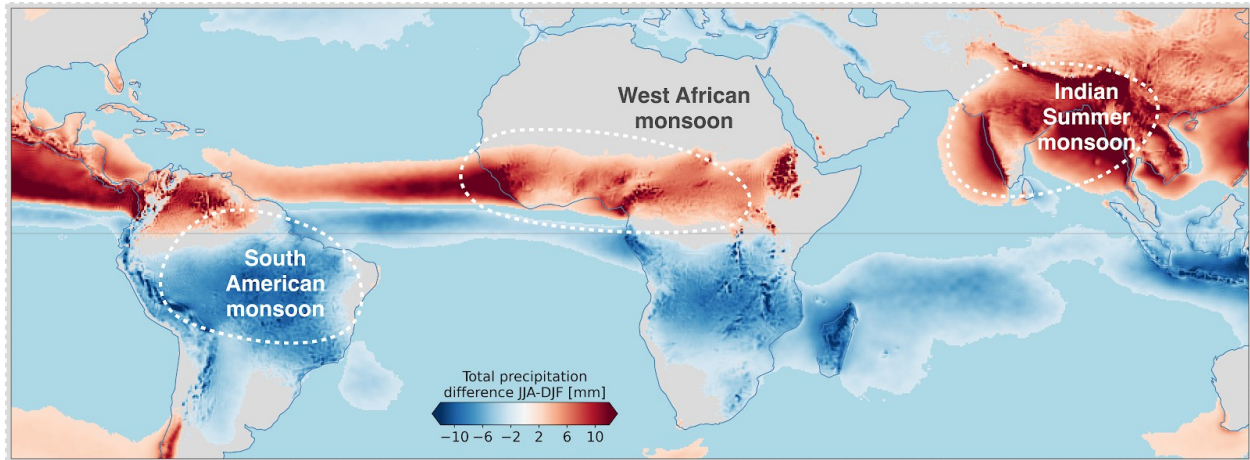 West African
monsoon
Indian
Summer
monsoon
South
American
monsoon
Total precipitation
difference JJA-DJF [mm]
−10 −6 −2 2 6 10